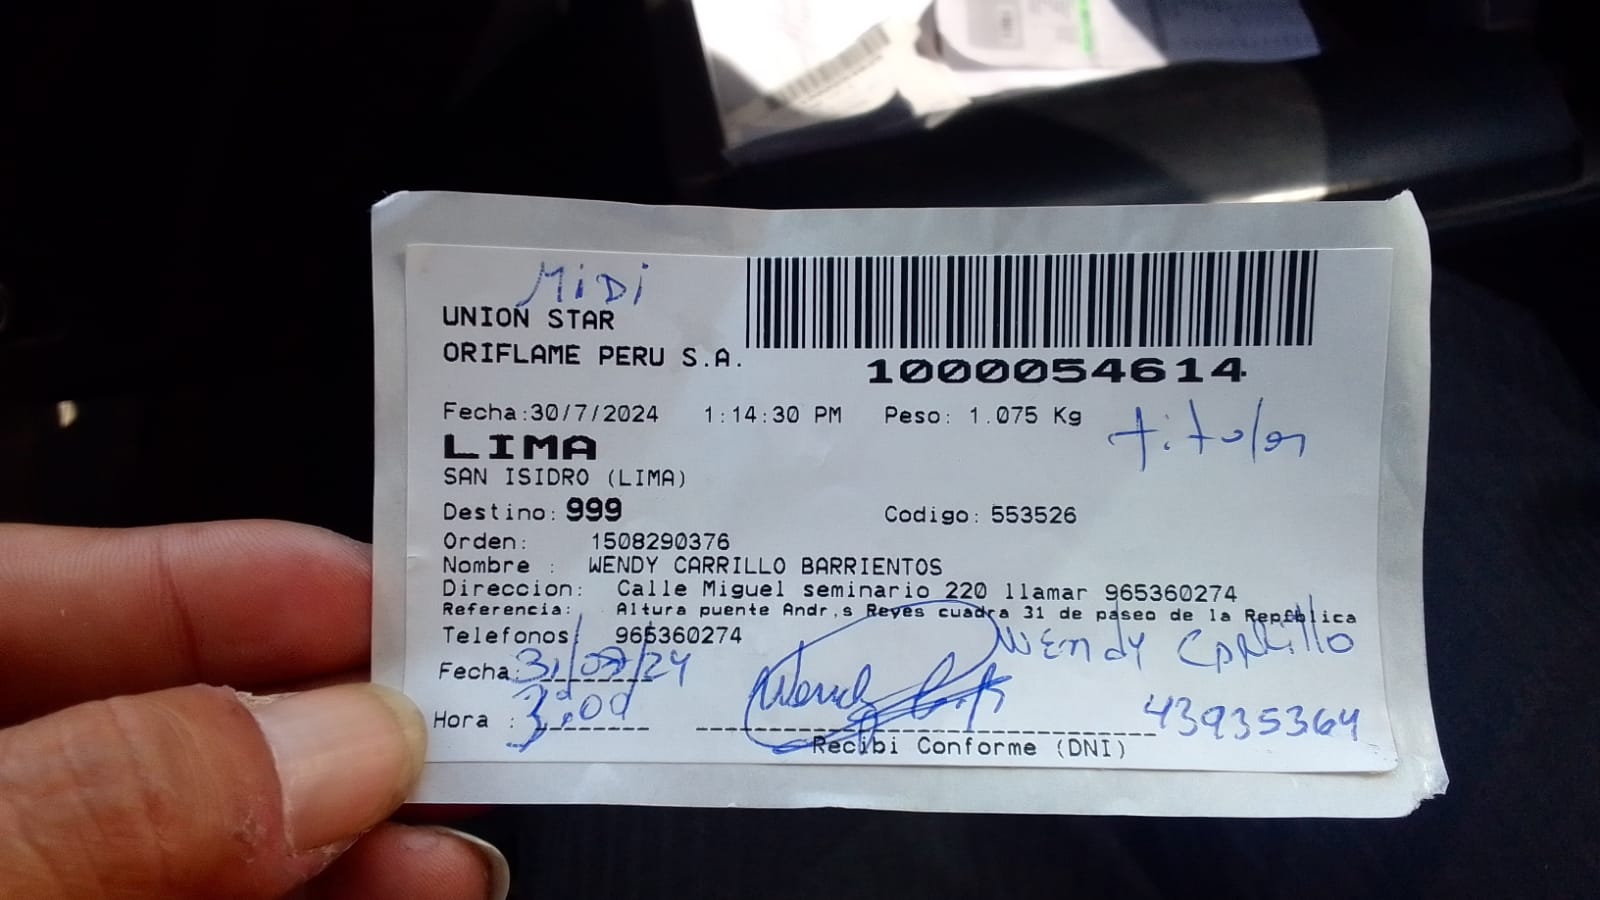 MiDi
UNION STAR
ORIFLAME PERU S.A.
1000054614
Fecha:30/7/2024 1:14:30 PM Peso: 1.075 Kg
titular
LIMA
SAN ISIDRO (LIMA)
Destino: 999 Codigo: 553526
Orden: 1508290376
Nombre : WENDY CARRILLO BARRIENTOS
Direccion: Calle Miguel seminario 220 llamar 965360274
Referencia: Altura puente Andr,s Reyes cuadra 31 de paseo de la Rep£blica
Telefonos: 965360274
Wendy Carrillo
Fecha: 31/07/24
Hora : 3:00
43935364
Recibi Conforme (DNI)